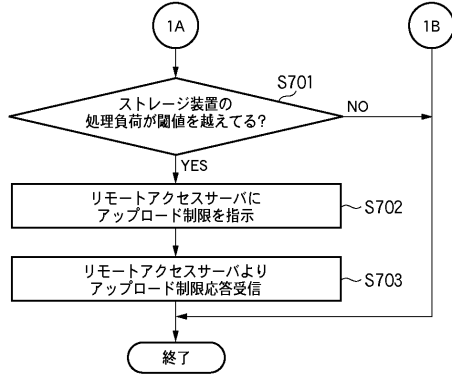 1A
1B
S701
ストレージ装置の
処理負荷が閾値を越えてる?
NO
YES
リモートアクセスサーバに
アップロード制限を指示
S702
リモートアクセスサーバより
アップロード制限応答受信
S703
終了